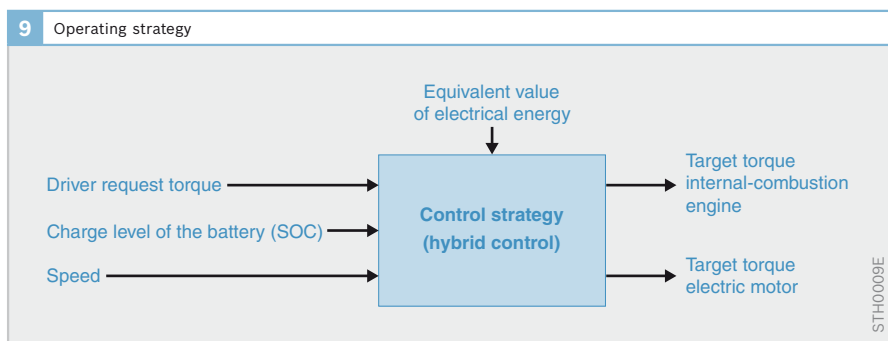 9 Operating strategy
Equivalent value
of electrical energy
Driver request torque
Charge level of the battery (SOC)
Speed
Control strategy
(hybrid control)
Target torque
internal-combustion
engine
Target torque
electric motor
STH0009E